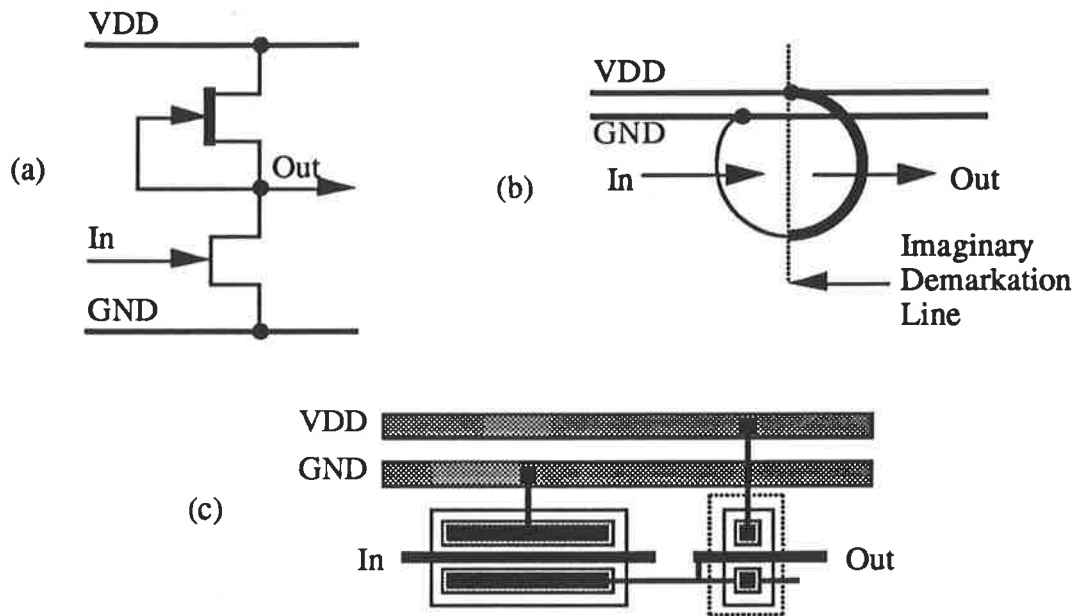 VDD
(a)
Out
In
GND
VDD
GND
(b)
In
Out
Imaginary
Demarkation
Line
VDD
GND
(c)
In
Out